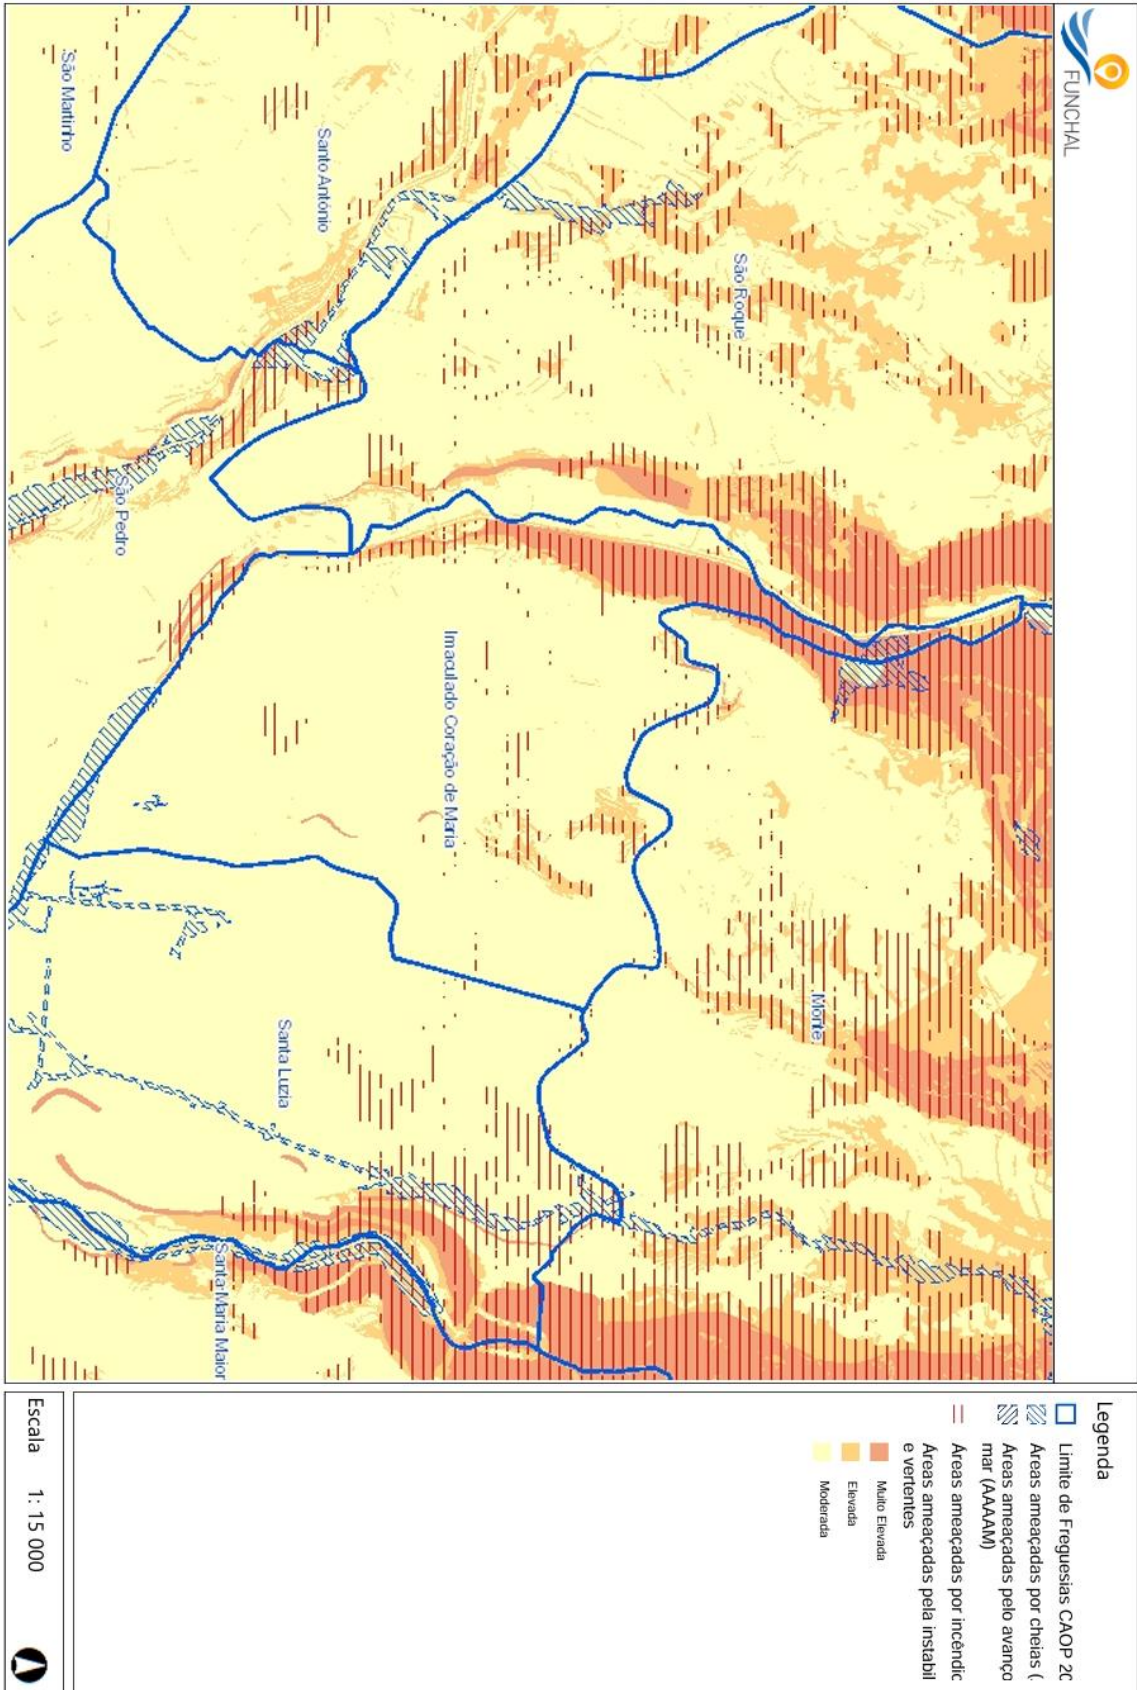 FUNCHAL
São Martinho
Santo António
São Roque
São Pedro
Imaculado Coração de Maria
Monte
Santa Luzia
Santa Maria Maior
Legenda
Limite de Freguesias CAOP 20
Áreas ameaçadas por cheias (
Áreas ameaçadas pelo avanço
mar (AAAAM)
Áreas ameaçadas por incêndio
Áreas ameaçadas pela instabil
e vertentes
Muito Elevada
Elevada
Moderada
Escala 1: 15 000